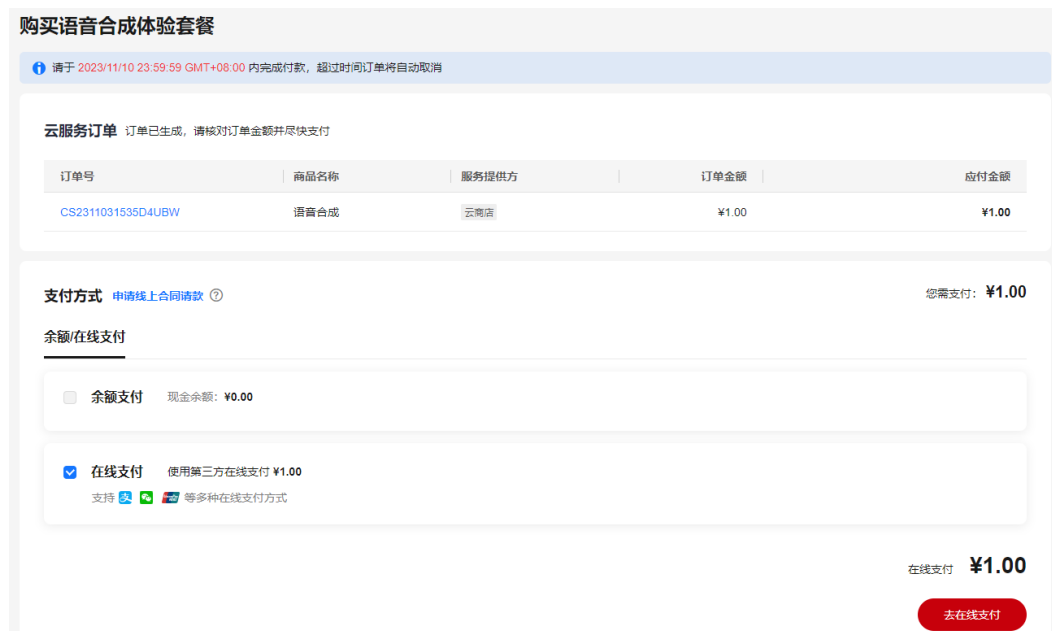 购买语音合成体验套餐
请于 2023/11/10 23:59:59 GMT+08:00 内完成付款，超过时间订单将自动取消
云服务订单 订单已生成，请核对订单金额并尽快支付
订单号 商品名称 服务提供方 订单金额 应付金额
CS2311031535D4UBW 语音合成 云商店 ¥1.00 ¥1.00
支付方式 申请线上合同请款 ? 您需支付：¥1.00
余额/在线支付
余额支付 现金余额：¥0.00
在线支付 使用第三方在线支付 ¥1.00
支持 支 等多种在线支付方式
在线支付 ¥1.00
去在线支付